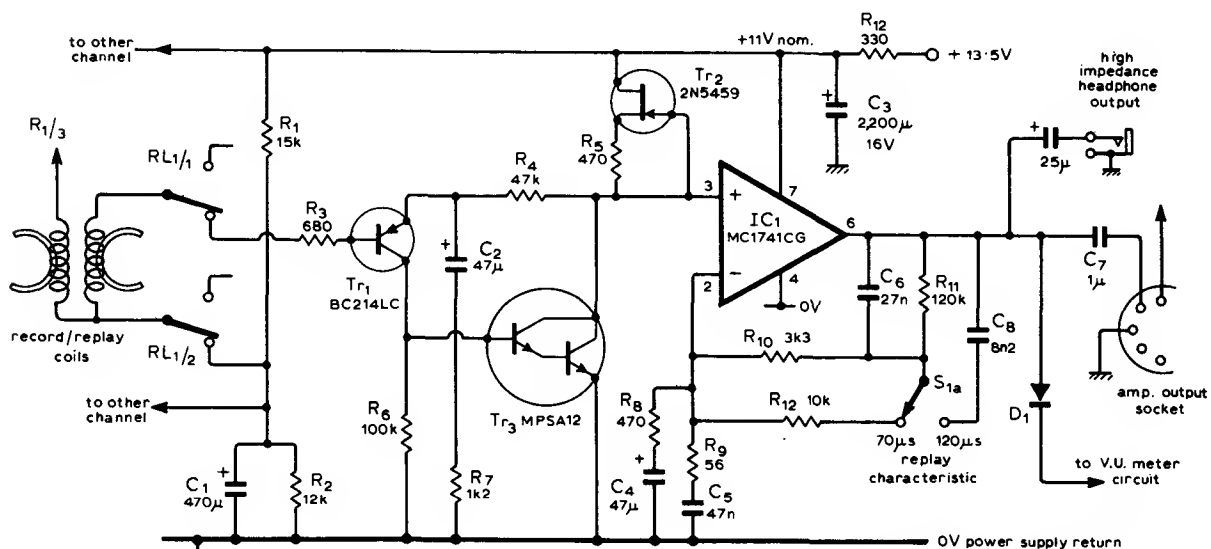 to other
channel
+11V nom.
R12
330
+ 13·5V
high
impedance
headphone
output
Tr2
2N5459
+
C3
2,200μ
16V
+
25μ
R1/3
R1
15k
RL1/1
R5
470
R4
47k
R3
680
3
+
7
IC1
MC1741CG
6
−
2
4
0V
Tr1
BC214LC
+
C2
47μ
C6
27n
R11
120k
C7
1μ
C8
8n2
record/replay
coils
RL1/2
R10 3k3
S1a
amp. output
socket
to other
channel
Tr3 MPSA12
R6
100k
R8
470
R12 10k
70μs
120μs
replay
characteristic
D1
R9
56
to V.U. meter
circuit
C1
470μ
+
R2
12k
R7
1k2
+
C4
47μ
C5
47n
0V power supply return